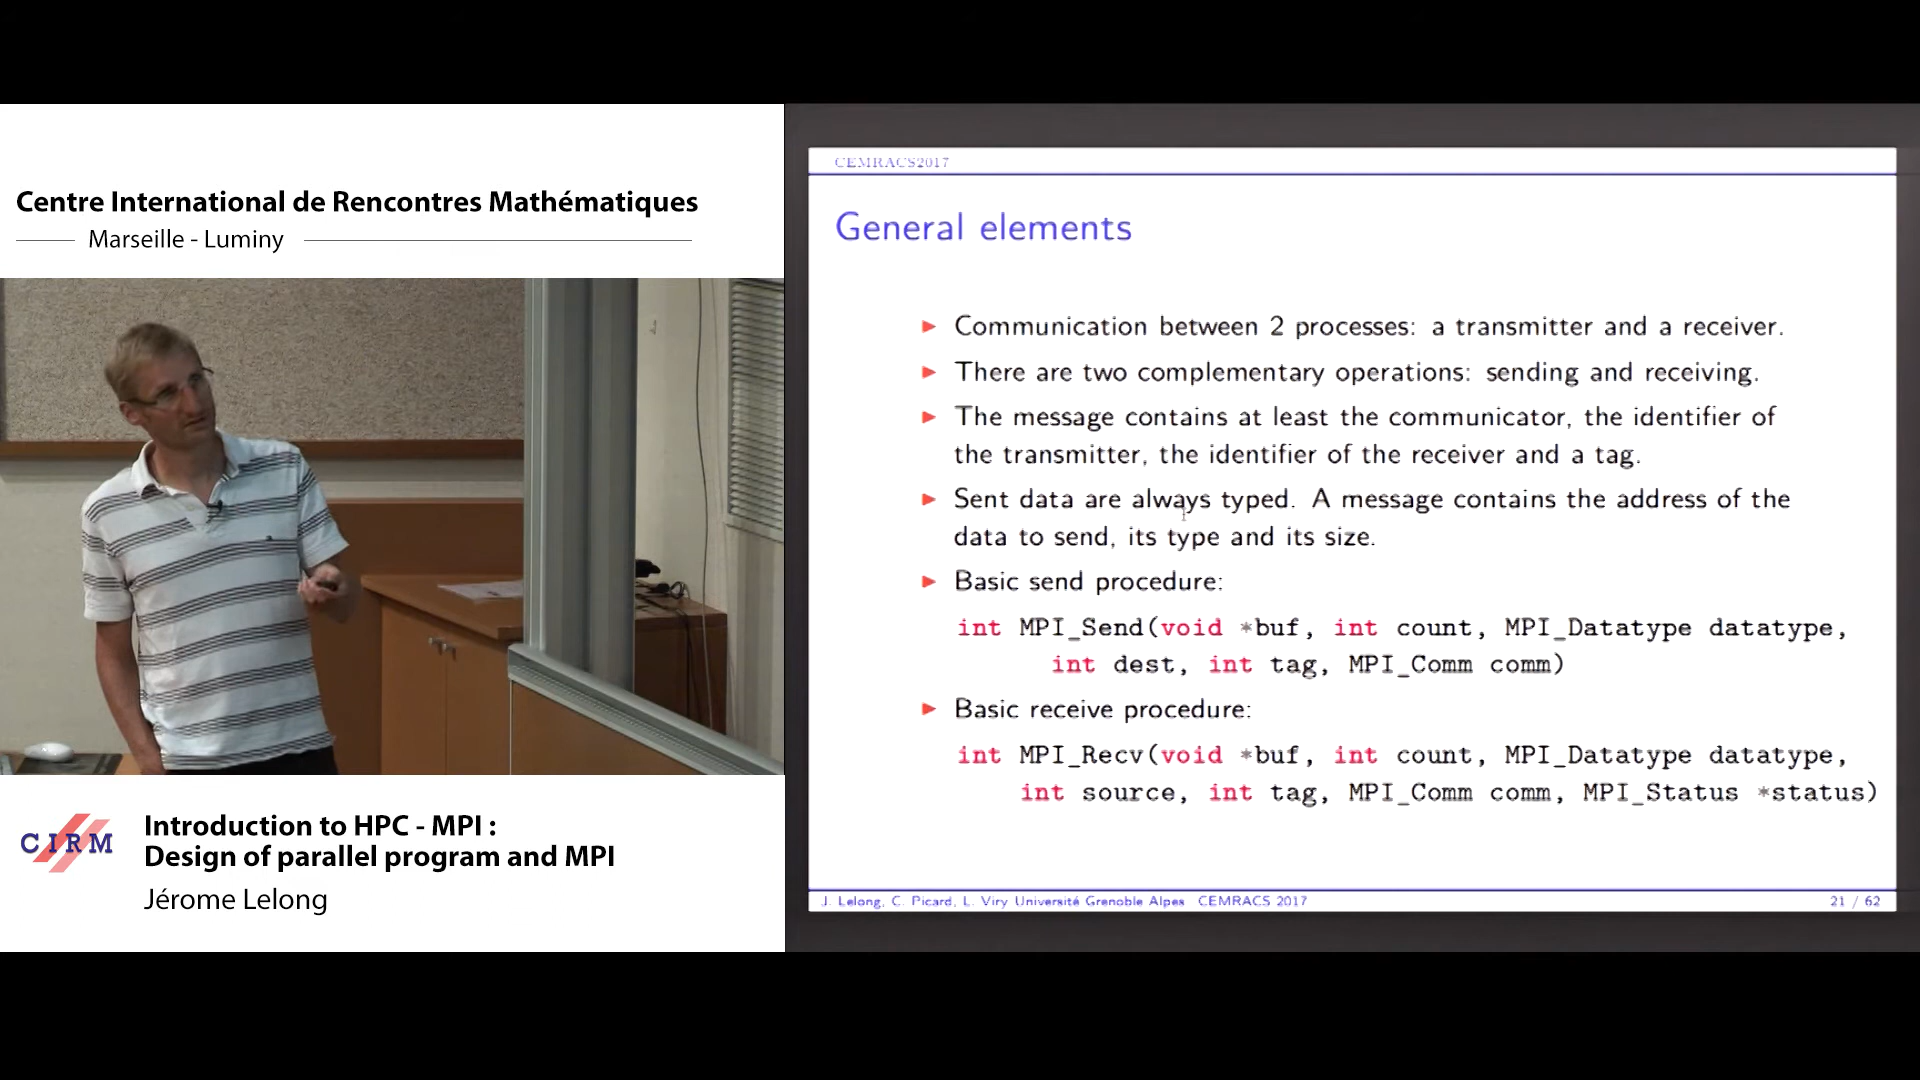 Centre International de Rencontres Mathématiques
Marseille - Luminy
CIRM
Introduction to HPC - MPI :
Design of parallel program and MPI
Jérome Lelong
CEMRACS2017
General elements
Communication between 2 processes: a transmitter and a receiver.
There are two complementary operations: sending and receiving.
The message contains at least the communicator, the identifier of
the transmitter, the identifier of the receiver and a tag.
Sent data are always typed. A message contains the address of the
data to send, its type and its size.
Basic send procedure:
int MPI_Send(void *buf, int count, MPI_Datatype datatype,
int dest, int tag, MPI_Comm comm)
Basic receive procedure:
int MPI_Recv(void *buf, int count, MPI_Datatype datatype,
int source, int tag, MPI_Comm comm, MPI_Status *status)
J. Lelong, C. Picard, L. Viry Université Grenoble Alpes CEMRACS 2017
21 / 62